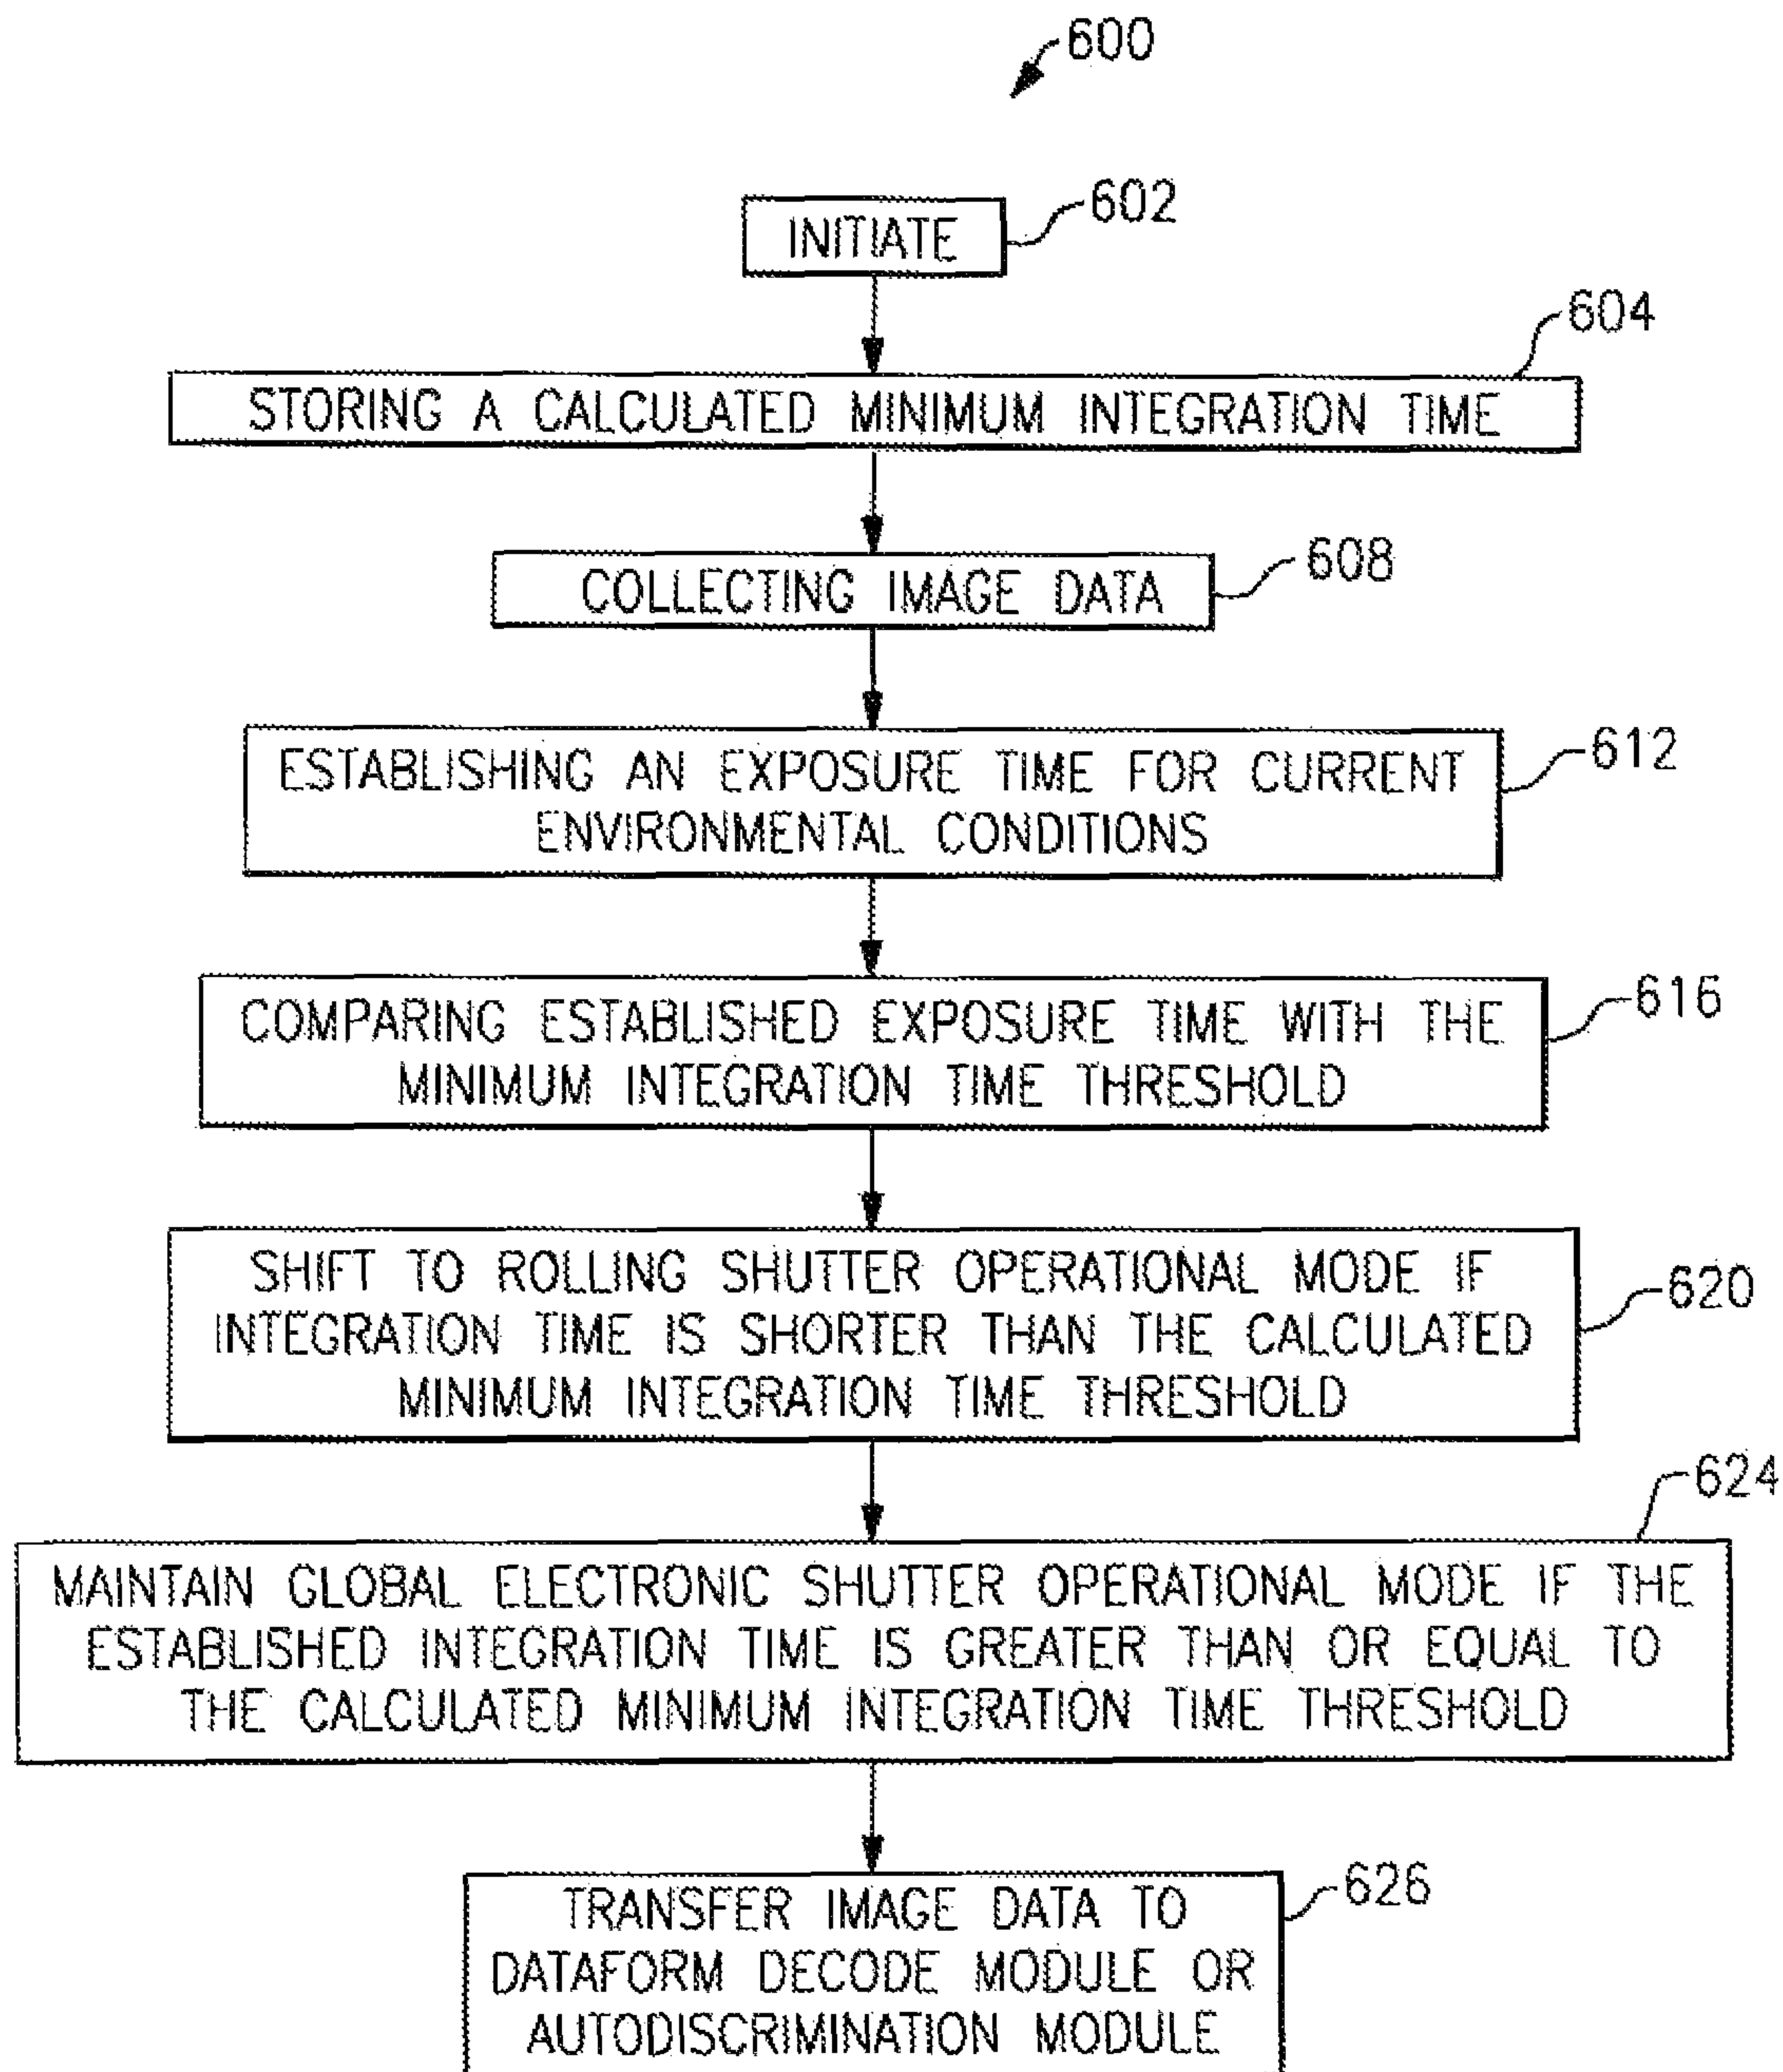 600
INITIATE
602
604
STORING A CALCULATED MINIMUM INTEGRATION TIME
COLLECTING IMAGE DATA
608
ESTABLISHING AN EXPOSURE TIME FOR CURRENT
ENVIRONMENTAL CONDITIONS
612
COMPARING ESTABLISHED EXPOSURE TIME WITH THE
MINIMUM INTEGRATION TIME THRESHOLD
616
SHIFT TO ROLLING SHUTTER OPERATIONAL MODE IF
INTEGRATION TIME IS SHORTER THAN THE CALCULATED
MINIMUM INTEGRATION TIME THRESHOLD
620
624
MAINTAIN GLOBAL ELECTRONIC SHUTTER OPERATIONAL MODE IF THE
ESTABLISHED INTEGRATION TIME IS GREATER THAN OR EQUAL TO
THE CALCULATED MINIMUM INTEGRATION TIME THRESHOLD
TRANSFER IMAGE DATA TO
DATAFORM DECODE MODULE OR
AUTODISCRIMINATION MODULE
626